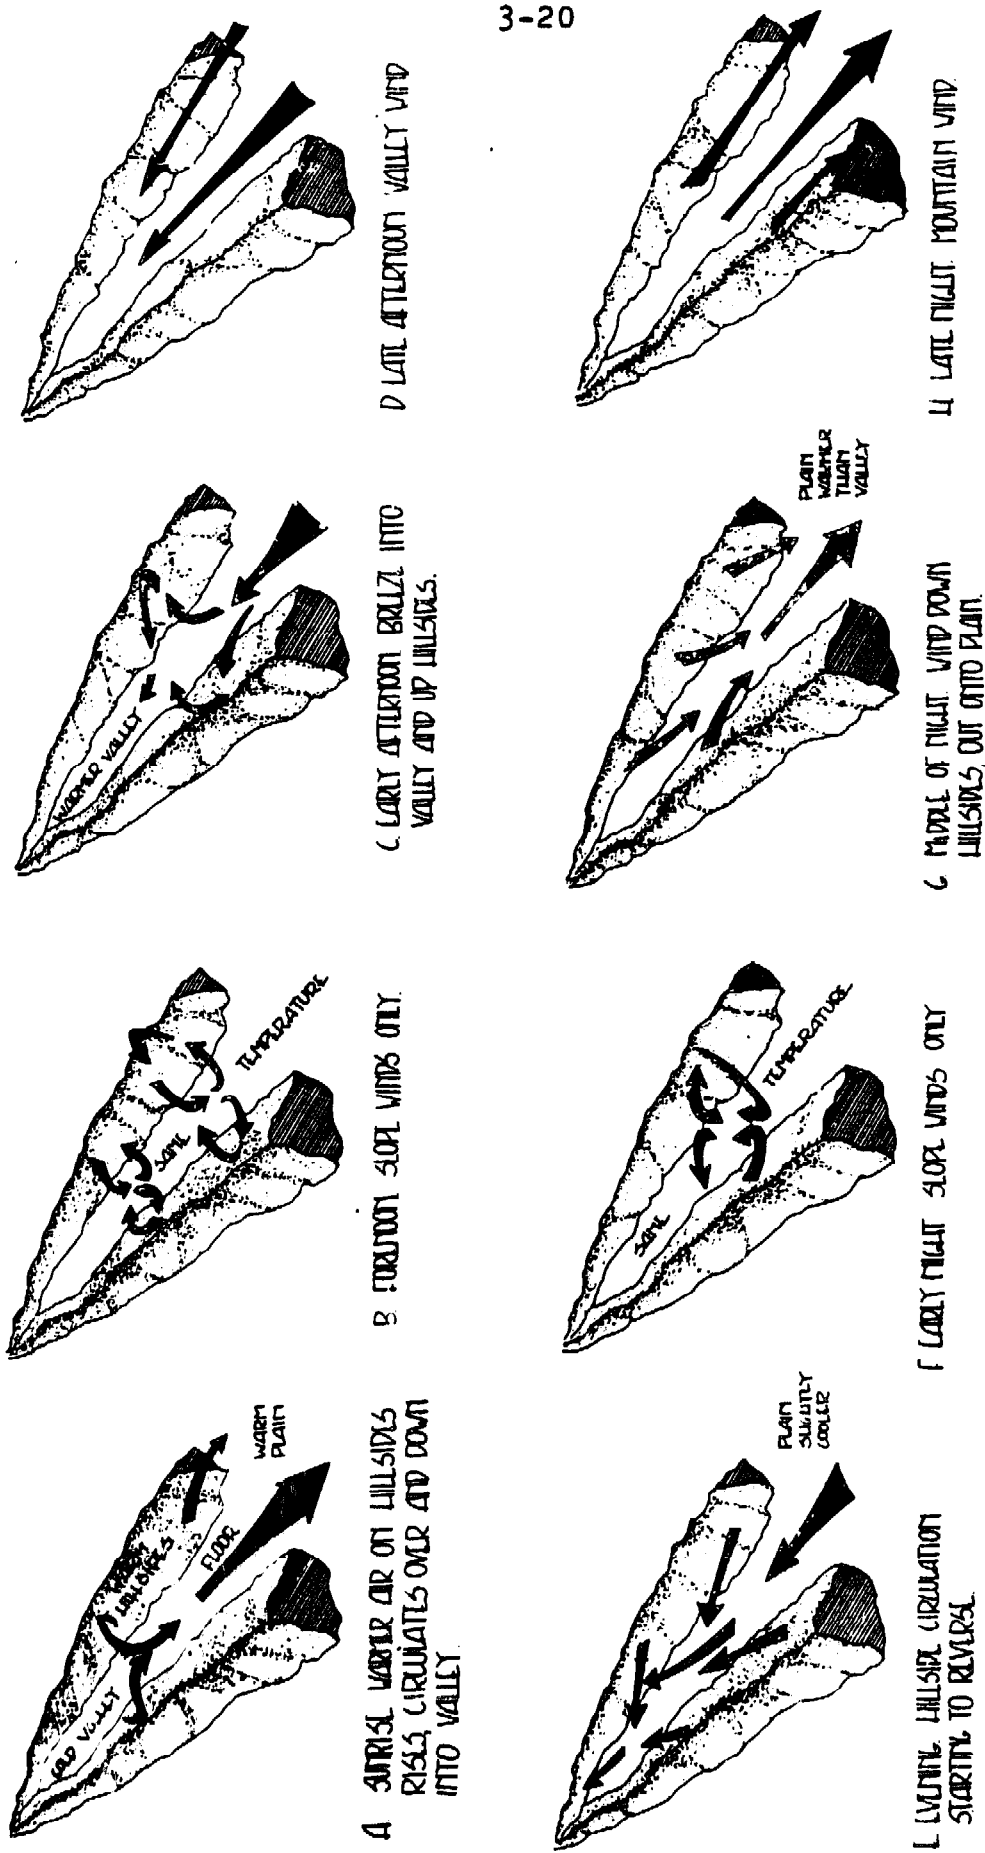 3-20
COLD VALLEY
WARM
HILLSIDES
FLOOR
WARM
PLAIN
A SUNRISE WARMER AIR ON HILLSIDES
RISES, CIRCULATES OVER AND DOWN
INTO VALLEY
SAME
TEMPERATURE
B FORENOON SLOPE WINDS ONLY.
WARMER VALLEY
C EARLY AFTERNOON BREEZE INTO
VALLEY AND UP HILLSIDES.
D LATE AFTERNOON VALLEY WIND
PLAIN
SLIGHTLY
COOLER
E EVENING HILLSIDE CIRCULATION
STARTING TO REVERSE
SAME
TEMPERATURE
F EARLY NIGHT SLOPE WINDS ONLY
PLAIN
WARMER
THAN
VALLEY
G MIDDLE OF NIGHT WIND DOWN
HILLSIDES, OUT ONTO PLAIN
H LATE NIGHT MOUNTAIN WIND.